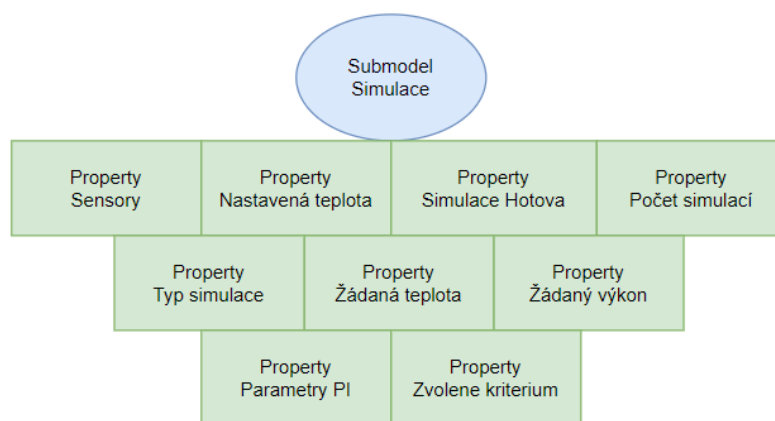 Submodel
Simulace
Property
Sensory
Property
Nastavená teplota
Property
Simulace Hotova
Property
Počet simulací
Property
Typ simulace
Property
Žádaná teplota
Property
Žádaný výkon
Property
Parametry PI
Property
Zvolene kriterium